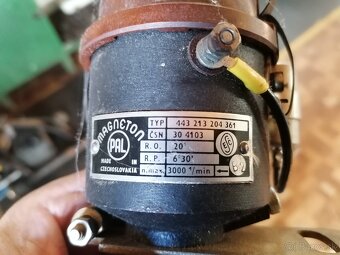 MAGNETON
PAL
MADE IN
CZECHOSLOVAKIA
TYP 443 213 204 361
ČSN 30 4103
R.O. 20°
R.P. 6°30'
n.max. 3000 °/min